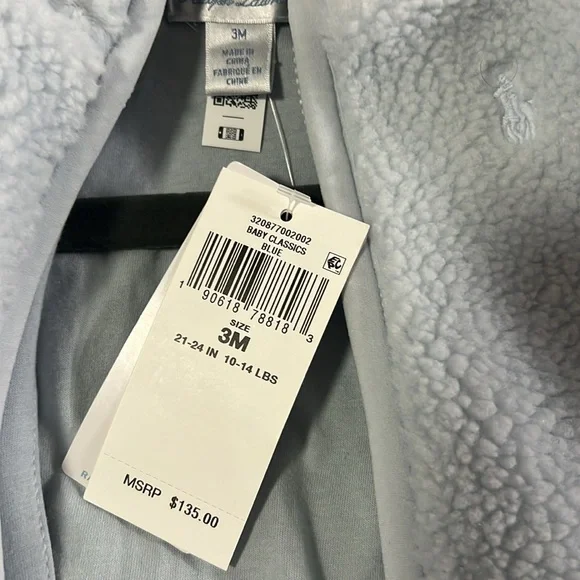 3M
MADE IN
CHINA
FABRIQUÉ EN
CHINE
320877002002
BABY CLASSICS
BLUE
1 90618 78818 3
SIZE
3M
21-24 IN 10-14 LBS
MSRP $135.00